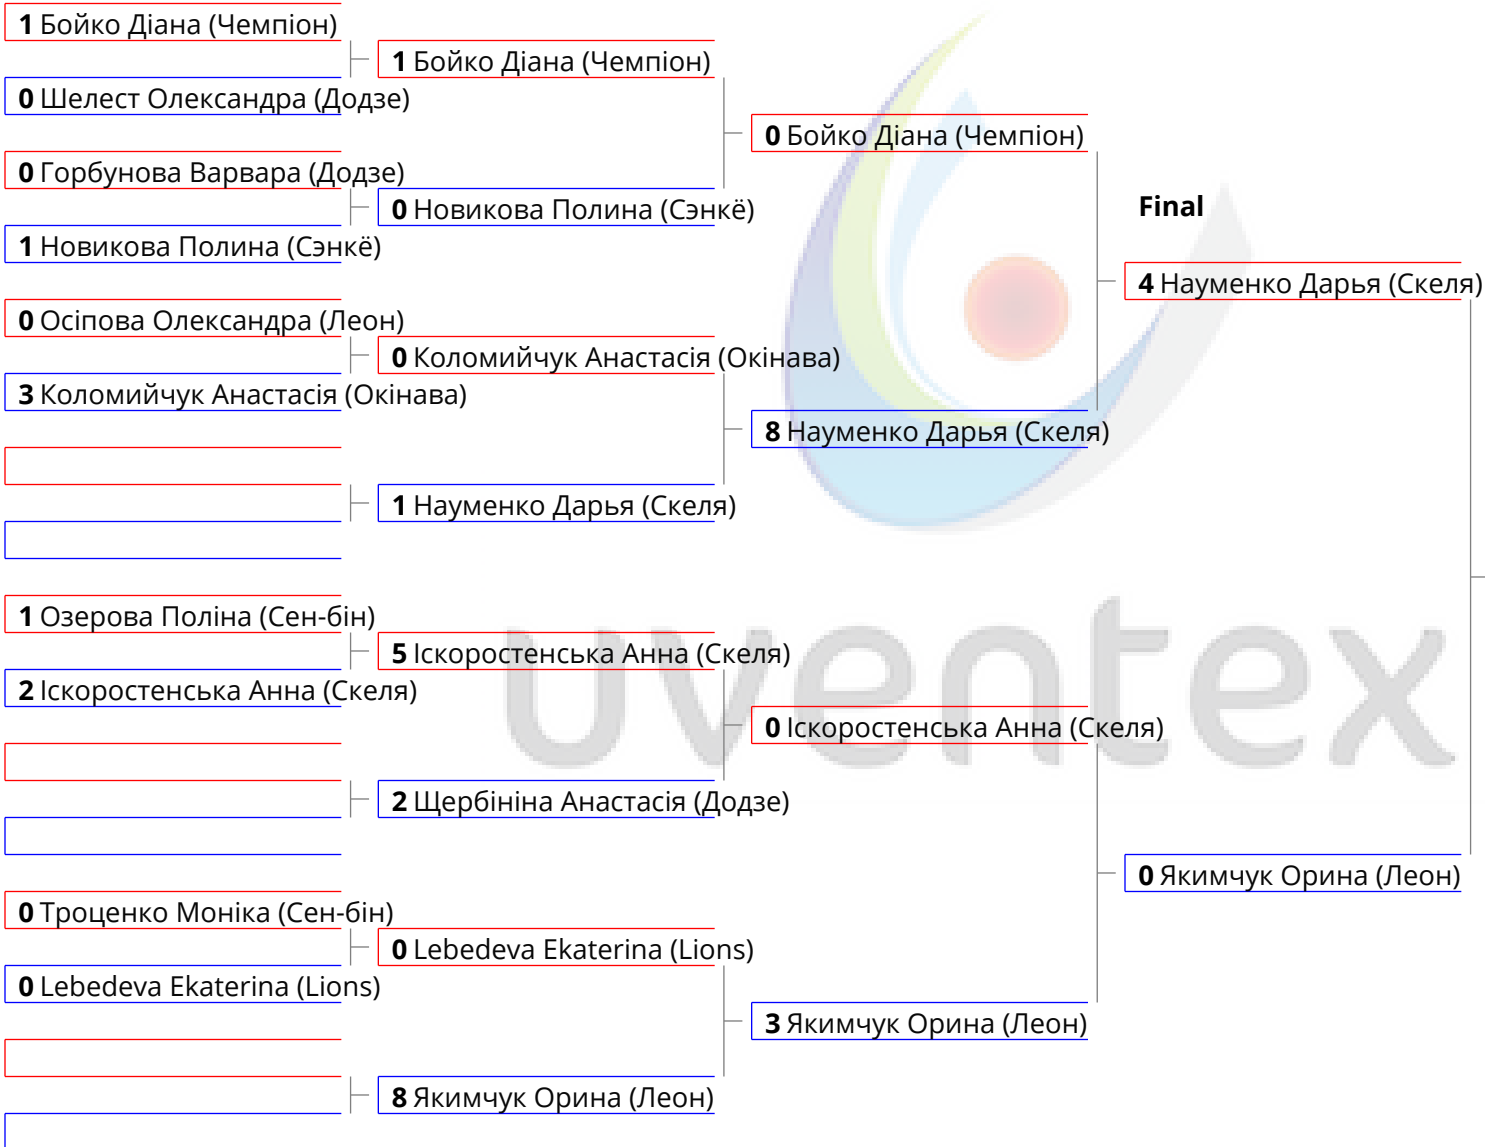 1 Бойко Діана (Чемпіон)
0 Шелест Олександра (Додзе)
0 Горбунова Варвара (Додзе)
1 Новикова Полина (Сэнкё)
0 Осіпова Олександра (Леон)
3 Коломийчук Анастасія (Окінава)
1 Озерова Поліна (Сен-бін)
2 Іскоростенська Анна (Скеля)
0 Троценко Моніка (Сен-бін)
0 Lebedeva Ekaterina (Lions)
1 Бойко Діана (Чемпіон)
0 Новикова Полина (Сэнкё)
0 Коломийчук Анастасія (Окінава)
1 Науменко Дарья (Скеля)
5 Іскоростенська Анна (Скеля)
2 Щербініна Анастасія (Додзе)
0 Lebedeva Ekaterina (Lions)
8 Якимчук Орина (Леон)
0 Бойко Діана (Чемпіон)
8 Науменко Дарья (Скеля)
0 Іскоростенська Анна (Скеля)
3 Якимчук Орина (Леон)
Final
4 Науменко Дарья (Скеля)
0 Якимчук Орина (Леон)
uventex